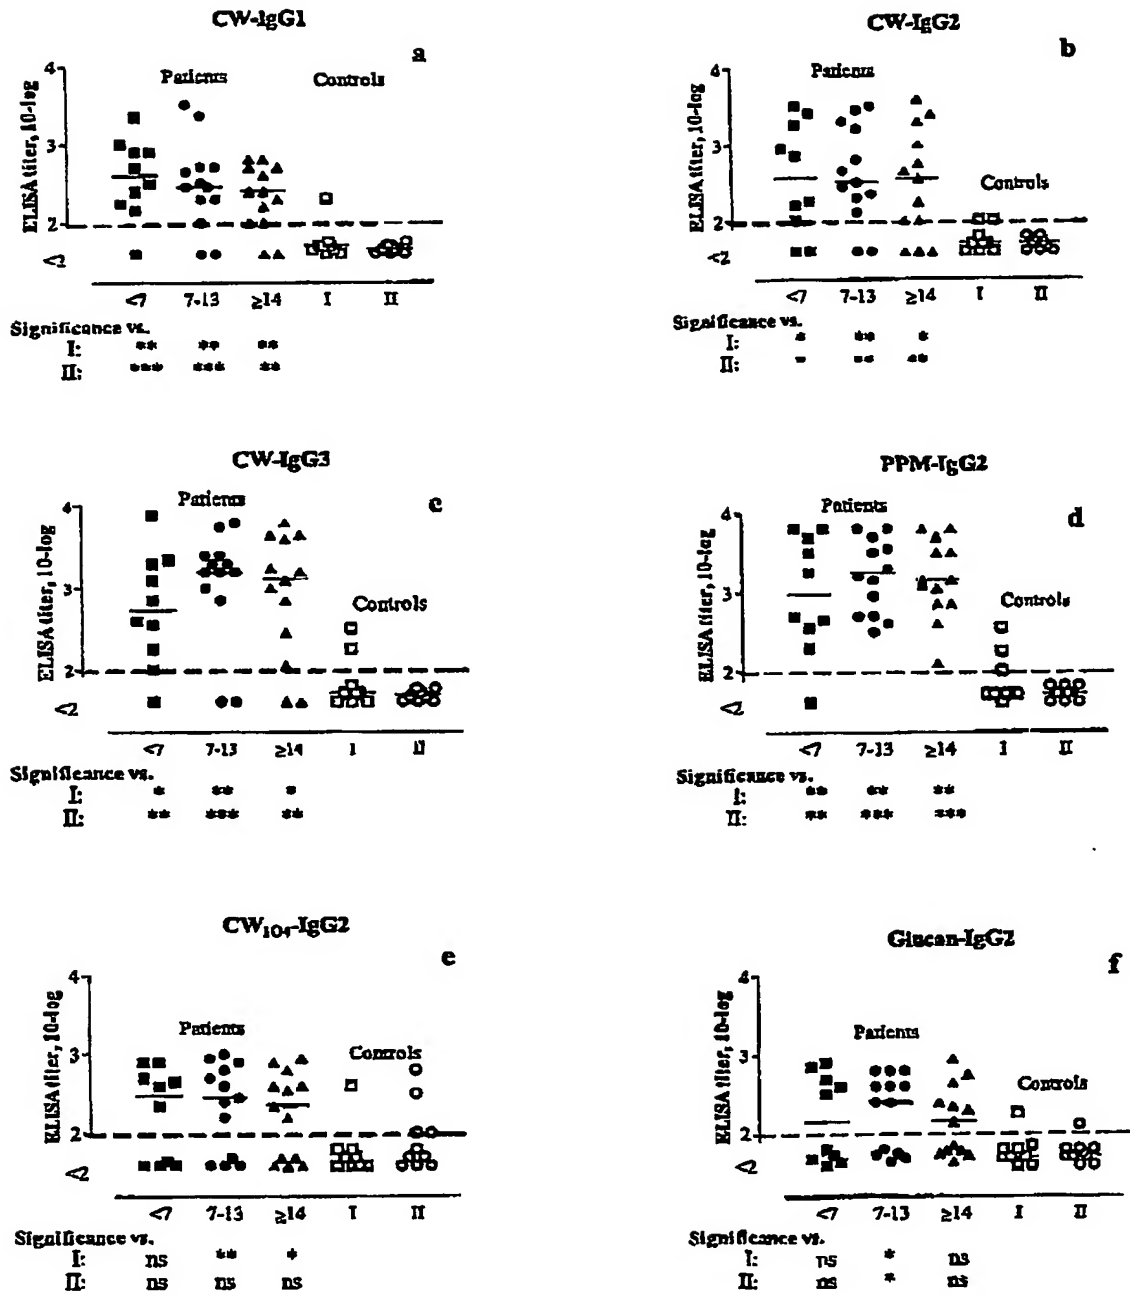 CW-IgG1
a
Patients
Controls
ELISA titer, 10-log
4
3
2
<2
<7 7-13 ≥14 I II
Significance vs.
I: ** ** **
II: *** *** **
CW-IgG2
b
Patients
Controls
ELISA titer, 10-log
4
3
2
<2
<7 7-13 ≥14 I II
Significance vs.
I: * ** *
II: ** **
CW-IgG3
c
Patients
Controls
ELISA titer, 10-log
4
3
2
<2
<7 7-13 ≥14 I II
Significance vs.
I: * ** *
II: ** *** **
PPM-IgG2
d
Patients
Controls
ELISA titer, 10-log
4
3
2
<2
<7 7-13 ≥14 I II
Significance vs.
I: ** ** **
II: ** *** ***
CW104-IgG2
e
Patients
Controls
ELISA titer, 10-log
4
3
2
<2
<7 7-13 ≥14 I II
Significance vs.
I: ns ** *
II: ns ns ns
Glucan-IgG2
f
Patients
Controls
ELISA titer, 10-log
4
3
2
<2
<7 7-13 ≥14 I II
Significance vs.
I: ns * ns
II: ns * ns